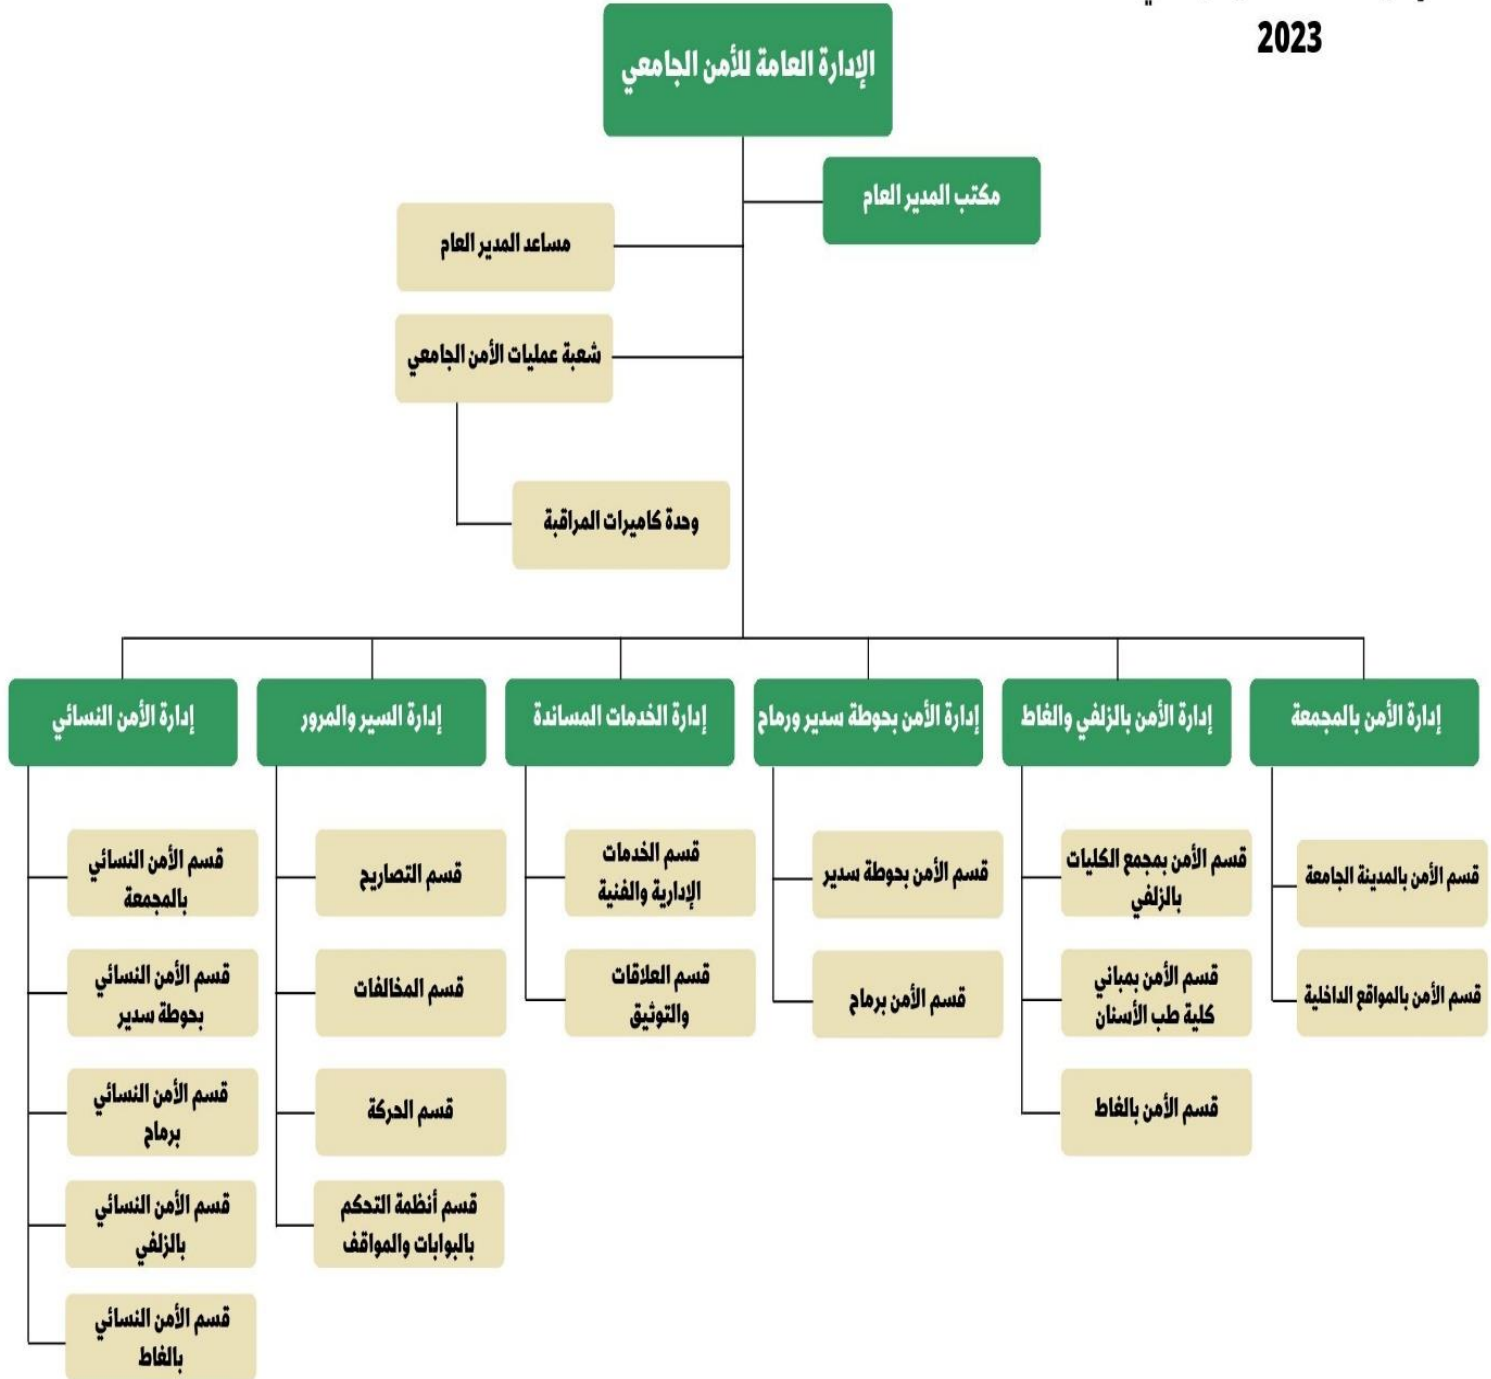 2023
الإدارة العامة للأمن الجامعي
مكتب المدير العام
مساعد المدير العام
شعبة عمليات الأمن الجامعي
وحدة كاميرات المراقبة
إدارة الأمن بالمجمعة
إدارة الأمن بالزلفي والغاط
إدارة الأمن بحوطة سدير ورماح
إدارة الخدمات المساندة
إدارة السير والمرور
إدارة الأمن النسائي
قسم الأمن بالمدينة الجامعة
قسم الأمن بالمواقع الداخلية
قسم الأمن بمجمع الكليات
بالزلفي
قسم الأمن بمباني
كلية طب الأسنان
قسم الأمن بالغاط
قسم الأمن بحوطة سدير
قسم الأمن برماح
قسم الخدمات
الإدارية والفنية
قسم العلاقات
والتوثيق
قسم التصاريح
قسم المخالفات
قسم الحركة
قسم أنظمة التحكم
بالبوابات والمواقف
قسم الأمن النسائي
بالمجمعة
قسم الأمن النسائي
بحوطة سدير
قسم الأمن النسائي
برماح
قسم الأمن النسائي
بالزلفي
قسم الأمن النسائي
بالغاط